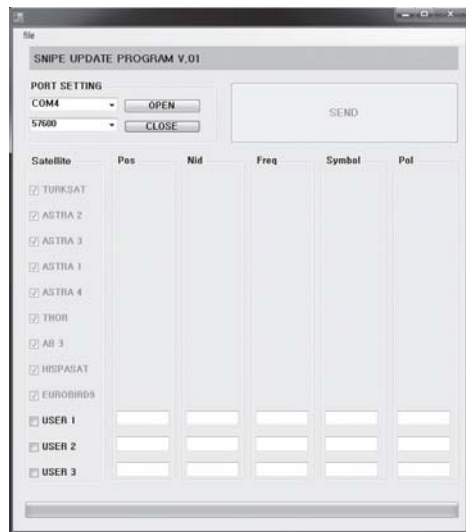 file
SNIPE UPDATE PROGRAM V.01
PORT SETTING
COM4 OPEN
57600 CLOSE
SEND
Satellite Pos Nid Freq Symbol Pol
TURKSAT
ASTRA 2
ASTRA 3
ASTRA 1
ASTRA 4
THOR
AB 3
HISPASAT
EUROBIRD9
USER 1
USER 2
USER 3